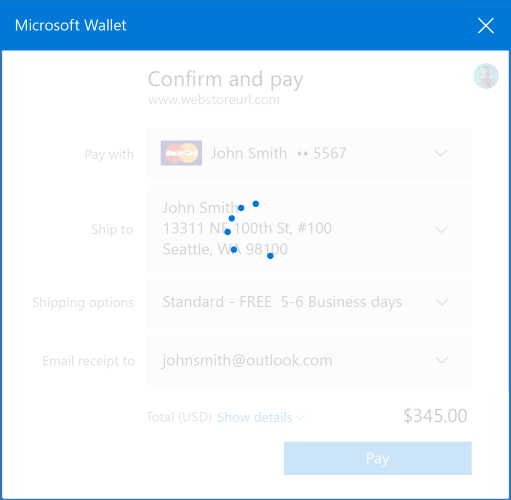 Microsoft Wallet
Confirm and pay
www.webstoreurl.com
Pay with
MasterCard
John Smith •• 5567
Ship to
John Smith
13311 NE 100th St, #100
Seattle, WA 98100
Shipping options
Standard - FREE 5-6 Business days
Email receipt to
johnsmith@outlook.com
Total (USD) Show details $345.00
Pay